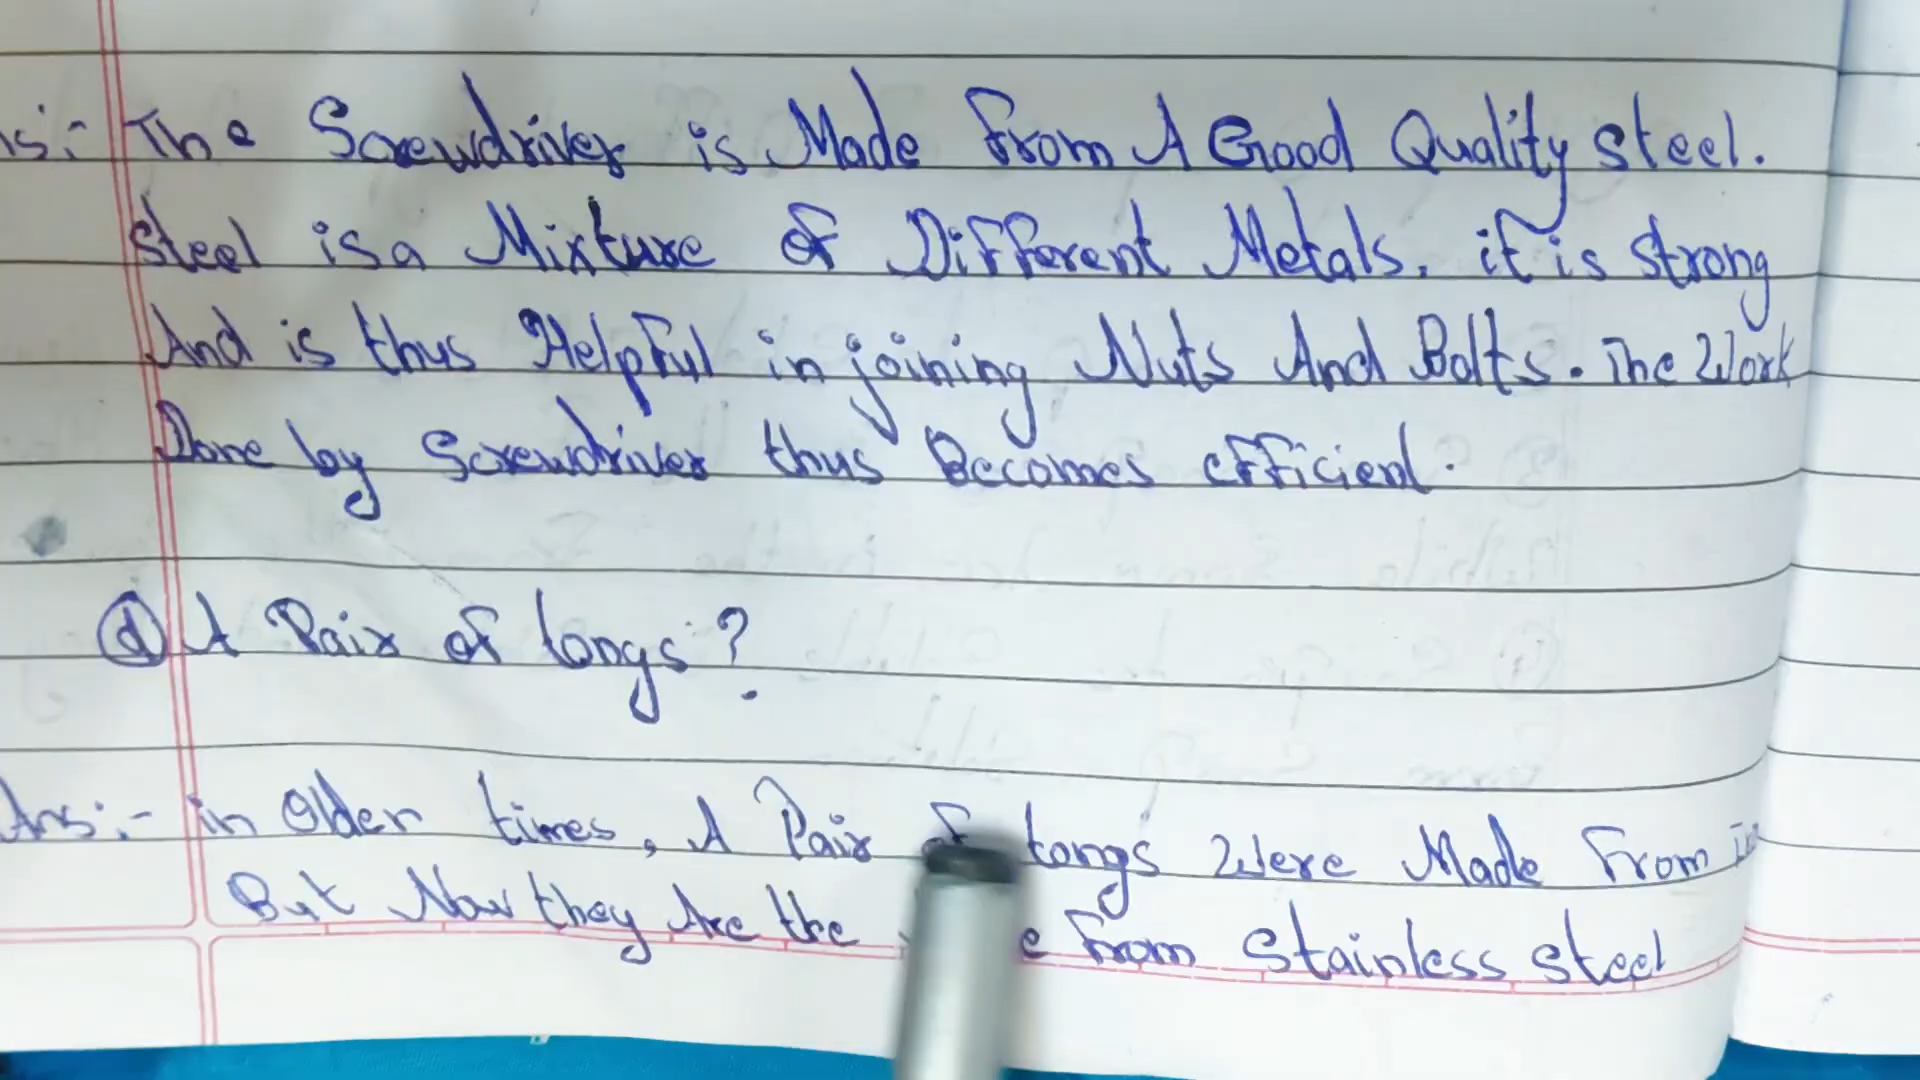 ns:- The Screwdriver is Made From A Good Quality steel.
Steel is a Mixture of Different Metals. it is strong
And is thus Helpful in joining Nuts And Bolts. The Work
Done by Screwdriver thus Becomes efficient.
(d) A Pair of tongs?
Ans:- in Older times, A Pair of tongs Were Made From
But Now they Are the from Stainless steel